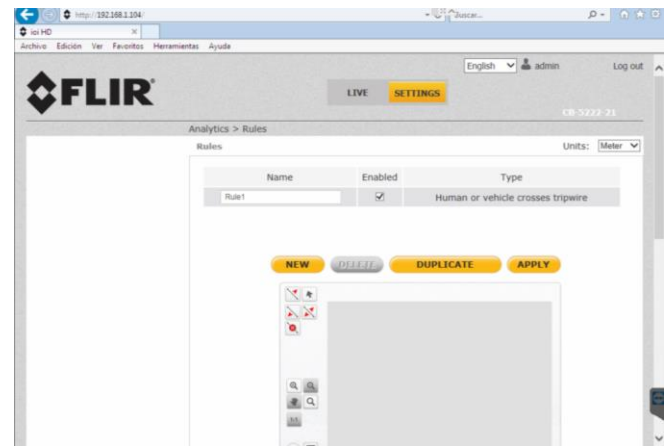 http://192.168.1.104/
Buscar...
ioi HD
Archivo Edición Ver Favoritos Herramientas Ayuda
English admin Log out
FLIR
LIVE SETTINGS
CB-5222-21
Analytics > Rules
Rules Units: Meter
Name Enabled Type
Rule1 Human or vehicle crosses tripwire
NEW DELETE DUPLICATE APPLY
1:1